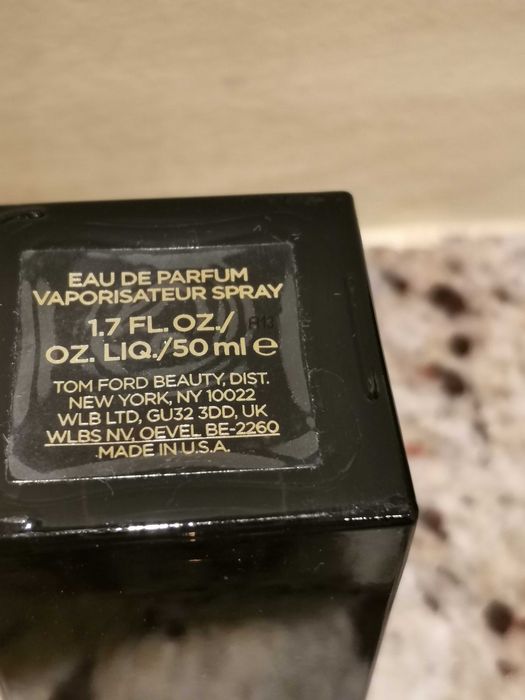 EAU DE PARFUM
VAPORISATEUR SPRAY
1.7 FL. OZ./
OZ. LIQ./50 ml ℮
TOM FORD BEAUTY, DIST.
NEW YORK, NY 10022
WLB LTD, GU32 3DD, UK
WLBS NV, OEVEL BE-2260
MADE IN U.S.A.